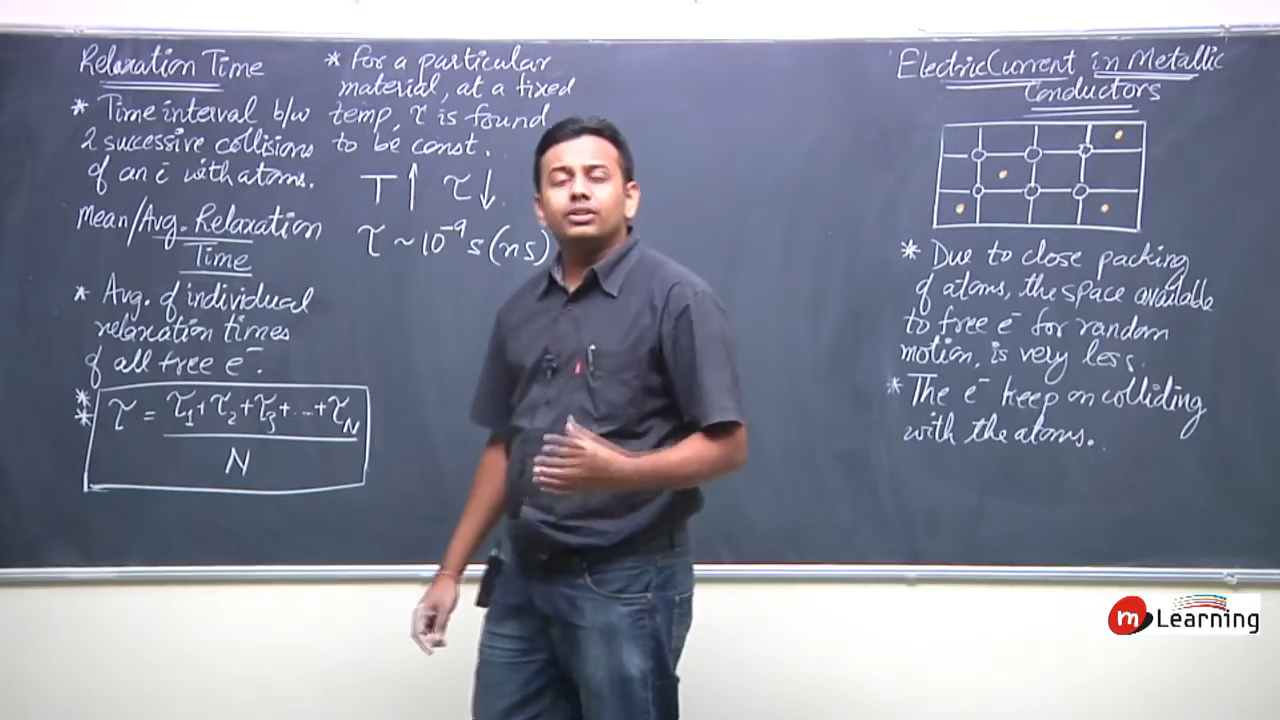 Relaxation Time
* Time interval b/w
2 successive collisions
of an e⁻ with atoms.
Mean/Avg. Relaxation
Time
* Avg. of individual
relaxation times
of all free e⁻.
** τ = τ₁+τ₂+τ₃+...+τ_N
N
* For a particular
material, at a fixed
temp, τ is found
to be const.
T↑ τ↓.
τ ~ 10⁻⁹ s (ns)
Electric Current in Metallic
Conductors
* Due to close packing
of atoms, the space available
to free e⁻ for random
motion, is very less.
* The e⁻ keep on colliding
with the atoms.
m Learning